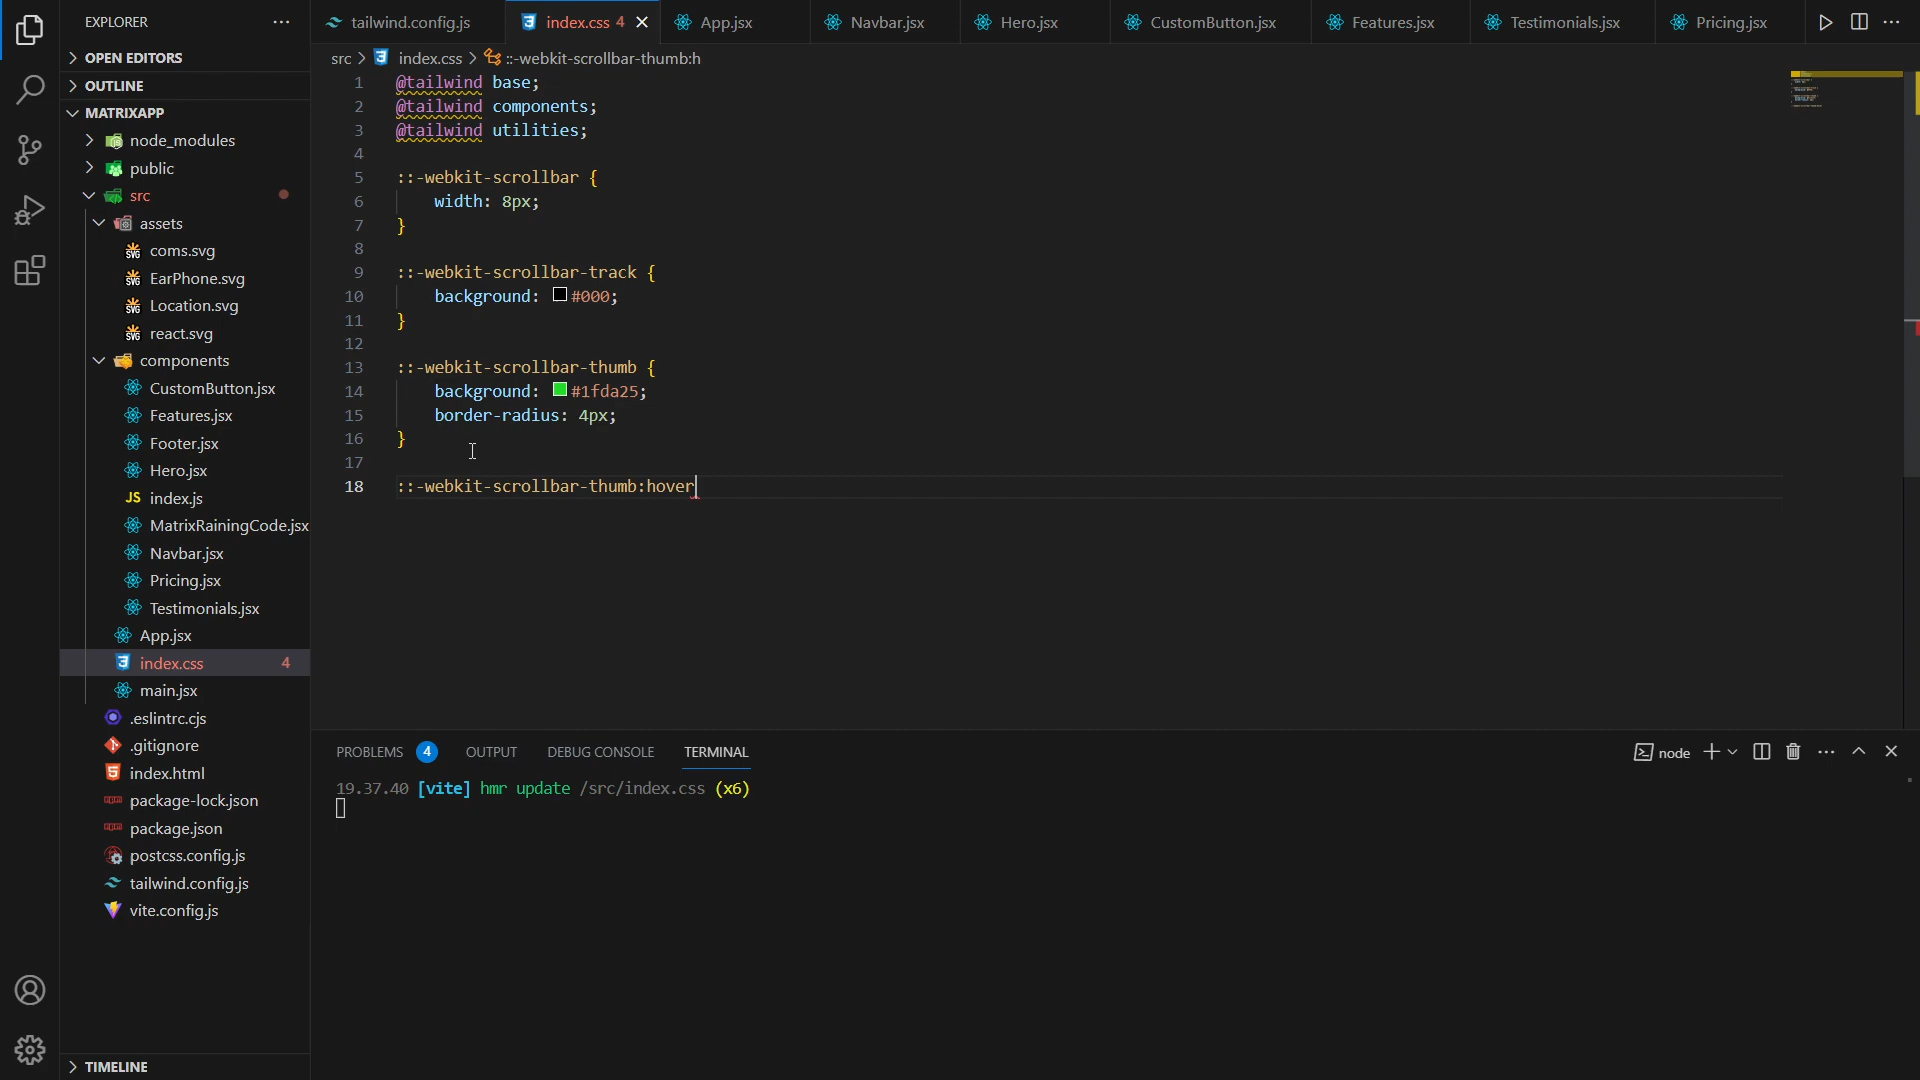 EXPLORER
OPEN EDITORS
OUTLINE
MATRIXAPP
node_modules
public
src
assets
coms.svg
EarPhone.svg
Location.svg
react.svg
components
CustomButton.jsx
Features.jsx
Footer.jsx
Hero.jsx
JS index.js
MatrixRainingCode.jsx
Navbar.jsx
Pricing.jsx
Testimonials.jsx
App.jsx
index.css 4
main.jsx
.eslintrc.cjs
.gitignore
index.html
package-lock.json
package.json
postcss.config.js
tailwind.config.js
vite.config.js
TIMELINE
tailwind.config.js index.css 4 App.jsx Navbar.jsx Hero.jsx CustomButton.jsx Features.jsx Testimonials.jsx Pricing.jsx
src > index.css > ::-webkit-scrollbar-thumb:h
1 @tailwind base;
2 @tailwind components;
3 @tailwind utilities;
4
5 ::-webkit-scrollbar {
6 width: 8px;
7 }
8
9 ::-webkit-scrollbar-track {
10 background: #000;
11 }
12
13 ::-webkit-scrollbar-thumb {
14 background: #1fda25;
15 border-radius: 4px;
16 }
17
18 ::-webkit-scrollbar-thumb:hover
PROBLEMS 4 OUTPUT DEBUG CONSOLE TERMINAL
node
19.37.40 [vite] hmr update /src/index.css (x6)